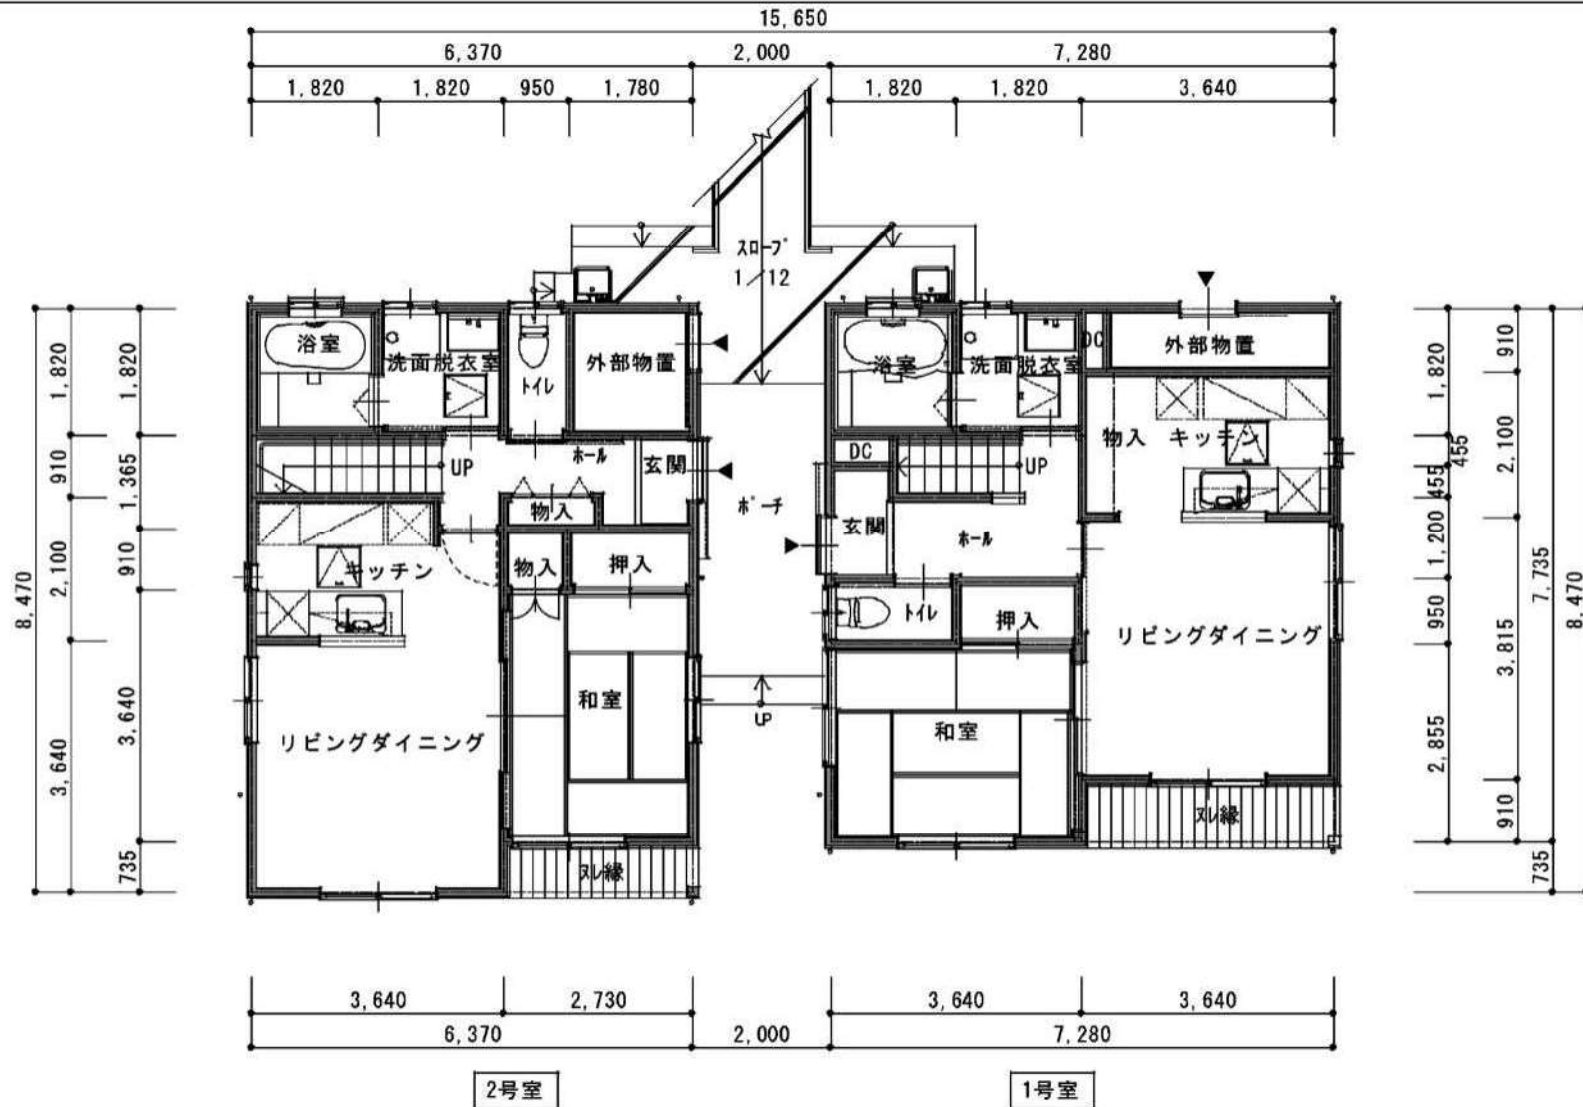 15,650
6,370 2,000 7,280
1,820 1,820 950 1,780 1,820 1,820 3,640
スロープ
1/12
浴室 洗面脱衣室 トイレ 外部物置
浴室 洗面脱衣室 DC 外部物置
UP ホール 玄関
物入
ポーチ
DC UP 物入 キッチン
玄関 ホール
キッチン 物入 押入
トイレ 押入 リビングダイニング
リビングダイニング 和室
UP
和室
ヌレ縁
ヌレ縁
8,470
1,820 910 2,100 3,640
1,820 1,365 910 3,640 735
1,820 455 455 1,200 950 2,855
910 2,100 3,815 910
7,735 735
8,470
3,640 2,730 3,640 3,640
6,370 2,000 7,280
2号室 1号室